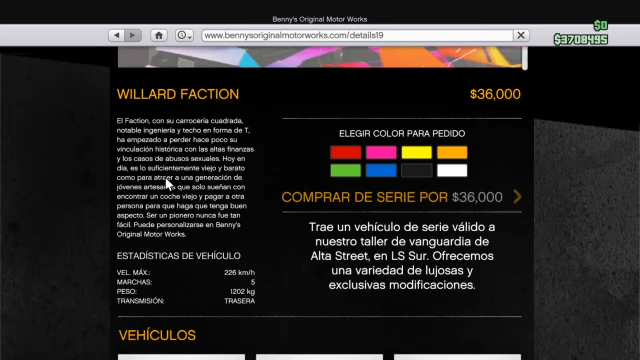 Benny's Original Motor Works
www.bennysoriginalmotorworks.com/details19
$0
$3708495
WILLARD FACTION
$36,000
El Faction, con su carrocería cuadrada,
notable ingeniería y techo en forma de T,
ha empezado a perder hace poco su
vinculación histórica con las altas finanzas
y los casos de abusos sexuales. Hoy en
día, es lo suficientemente viejo y barato
como para atraer a una generación de
jóvenes artesanos, que solo sueñan con
encontrar un coche viejo y pagar a otra
persona para que haga que tenga buen
aspecto. Ser un pionero nunca fue tan
fácil. Puede personalizarse en Benny's
Original Motor Works.
ESTADÍSTICAS DE VEHÍCULO
VEL. MÁX.: 226 km/h
MARCHAS: 5
PESO: 1202 kg
TRANSMISIÓN: TRASERA
ELEGIR COLOR PARA PEDIDO
COMPRAR DE SERIE POR $36,000
Trae un vehículo de serie válido a
nuestro taller de vanguardia de
Alta Street, en LS Sur. Ofrecemos
una variedad de lujosas y
exclusivas modificaciones.
VEHÍCULOS